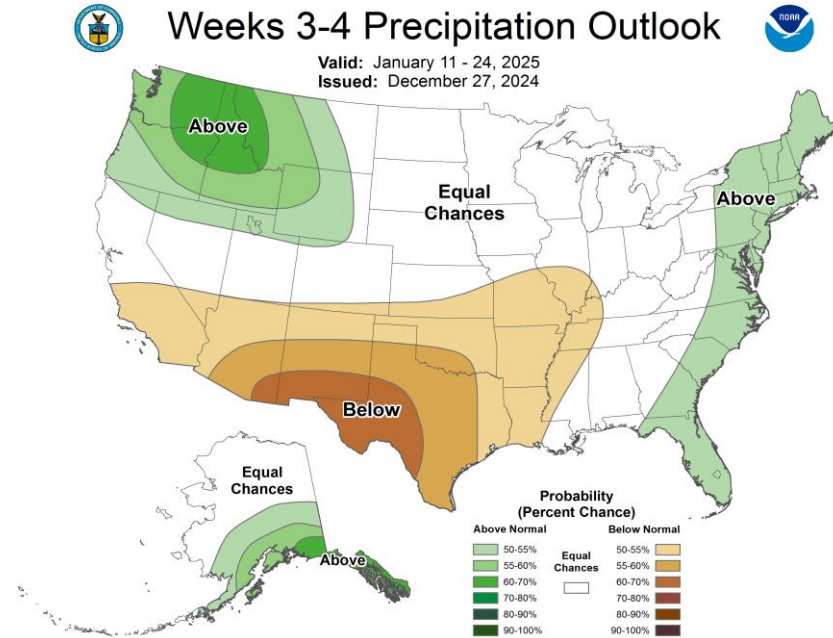 Weeks 3-4 Precipitation Outlook
Valid: January 11 - 24, 2025
Issued: December 27, 2024
NOAA
Above
Equal
Chances
Above
Below
Equal
Chances
Above
Probability
(Percent Chance)
Above Normal
Below Normal
50-55%
55-60%
60-70%
70-80%
80-90%
90-100%
Equal
Chances
50-55%
55-60%
60-70%
70-80%
80-90%
90-100%